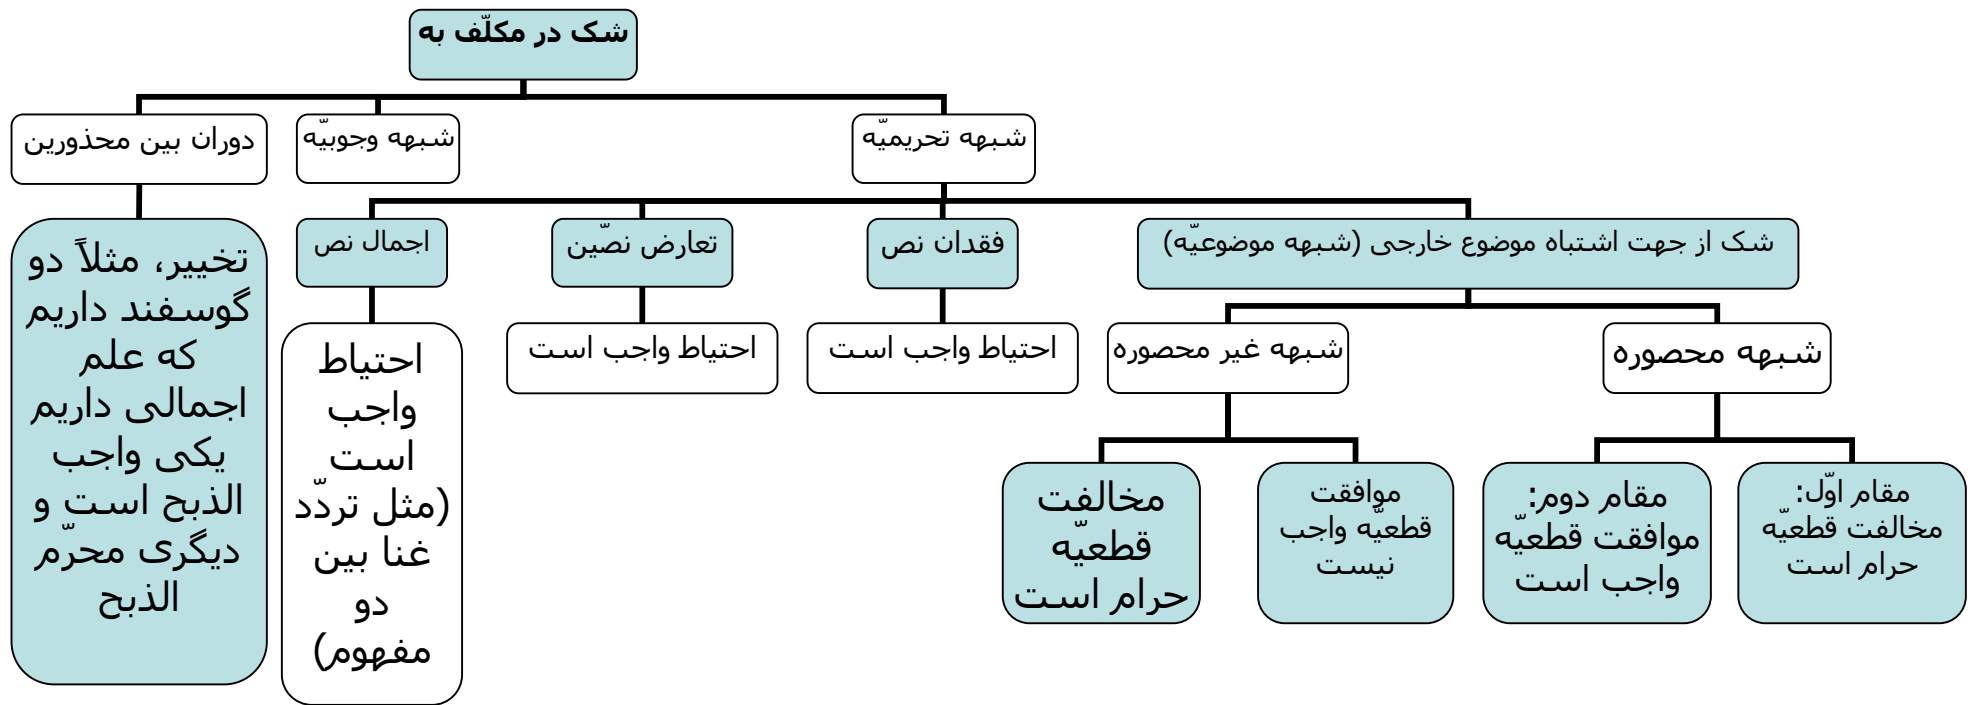 شک در مکلّف به
شبهه تحریمیّه
شبهه وجوبیّه
دوران بین محذورین
شک از جهت اشتباه موضوع خارجی (شبهه موضوعیّه)
فقدان نص
تعارض نصّین
اجمال نص
تخییر، مثلاً دو
گوسفند داریم
که علم
اجمالی داریم
یکی واجب
الذبح است و
دیگری محرّم
الذبح
شبهه محصوره
شبهه غیر محصوره
احتیاط واجب است
احتیاط واجب است
احتیاط
واجب
است
(مثل تردّد
غنا بین
دو
مفهوم)
مقام اوّل:
مخالفت قطعیّه
حرام است
مقام دوم:
موافقت قطعیّه
واجب است
موافقت
قطعیّه واجب
نیست
مخالفت
قطعیّه
حرام است